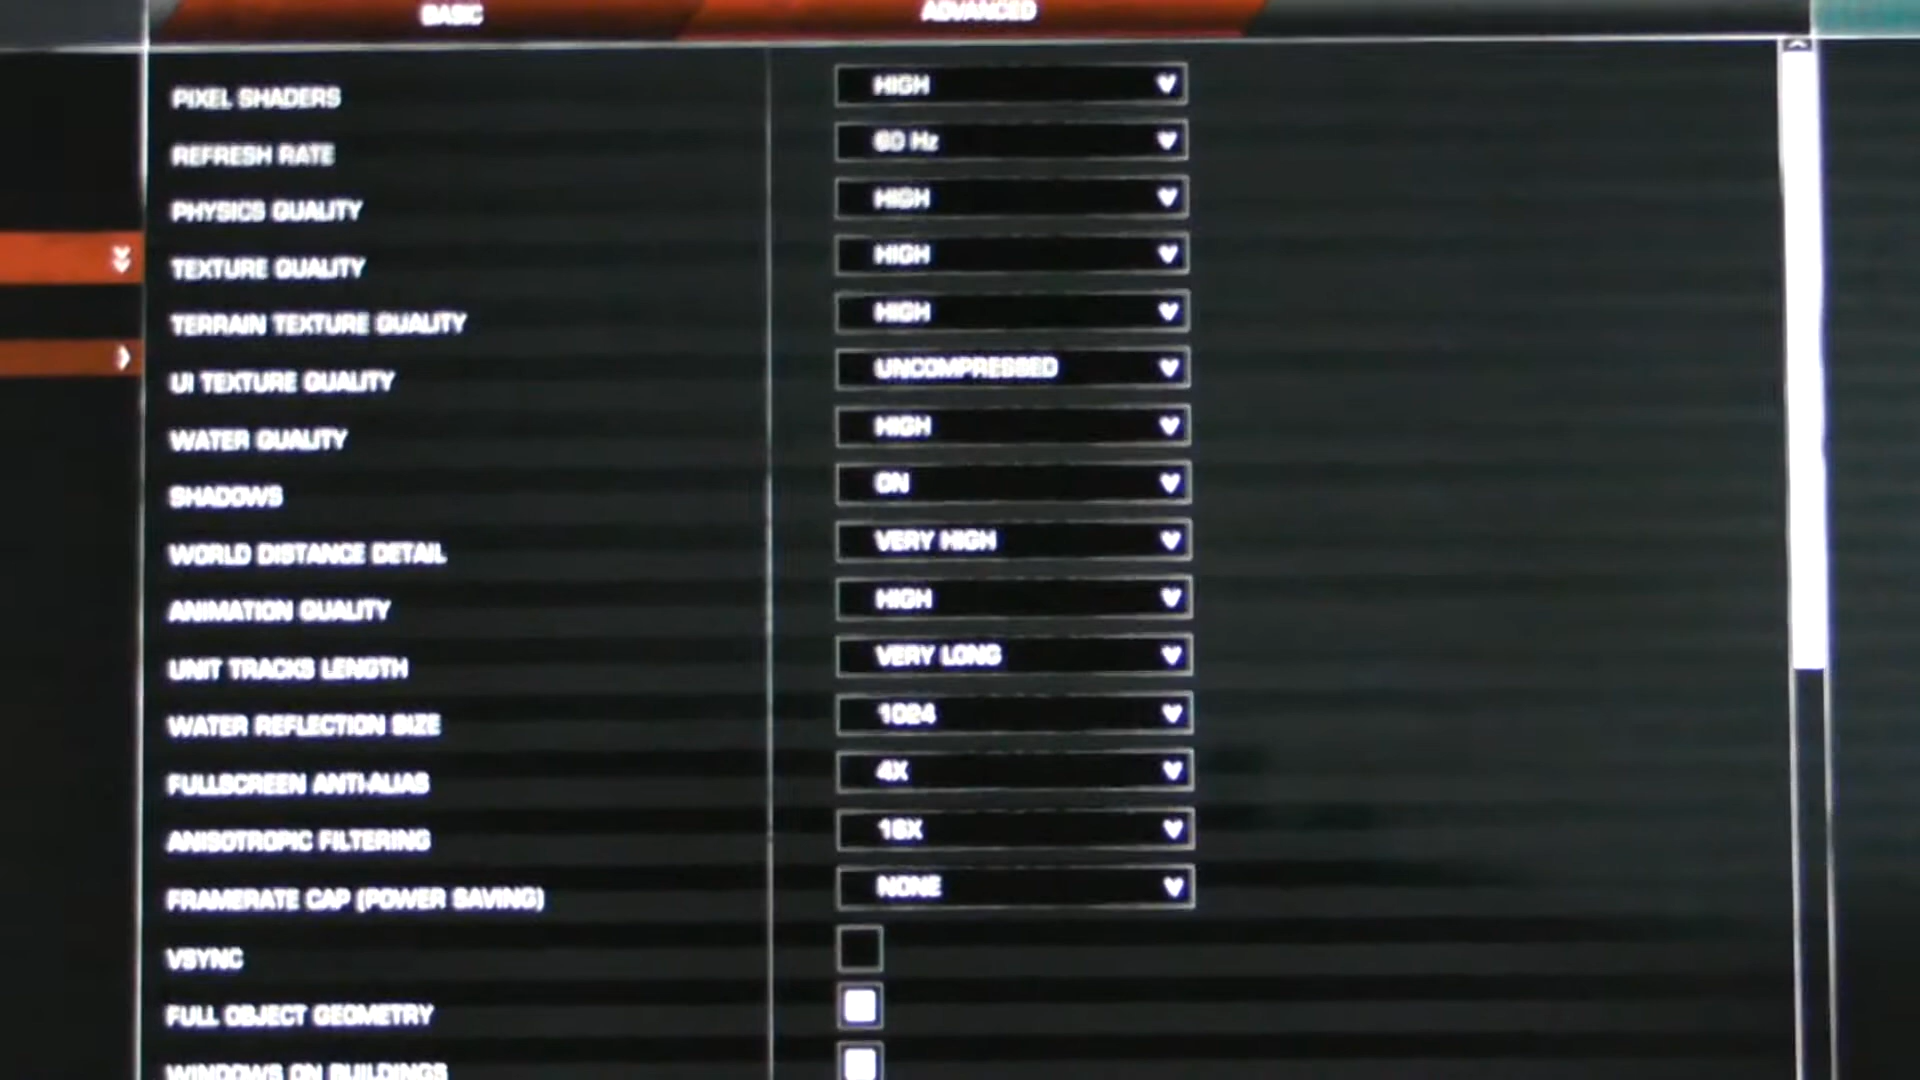 BASIC ADVANCED
PIXEL SHADERS HIGH
REFRESH RATE 60 Hz
PHYSICS QUALITY HIGH
TEXTURE QUALITY HIGH
TERRAIN TEXTURE QUALITY HIGH
UI TEXTURE QUALITY UNCOMPRESSED
WATER QUALITY HIGH
SHADOWS ON
WORLD DISTANCE DETAIL VERY HIGH
ANIMATION QUALITY HIGH
UNIT TRACKS LENGTH VERY LONG
WATER REFLECTION SIZE 1024
FULLSCREEN ANTI-ALIAS 4X
ANISOTROPIC FILTERING 16X
FRAMERATE CAP (POWER SAVING) NONE
VSYNC
FULL OBJECT GEOMETRY
WINDOWS ON BUILDINGS